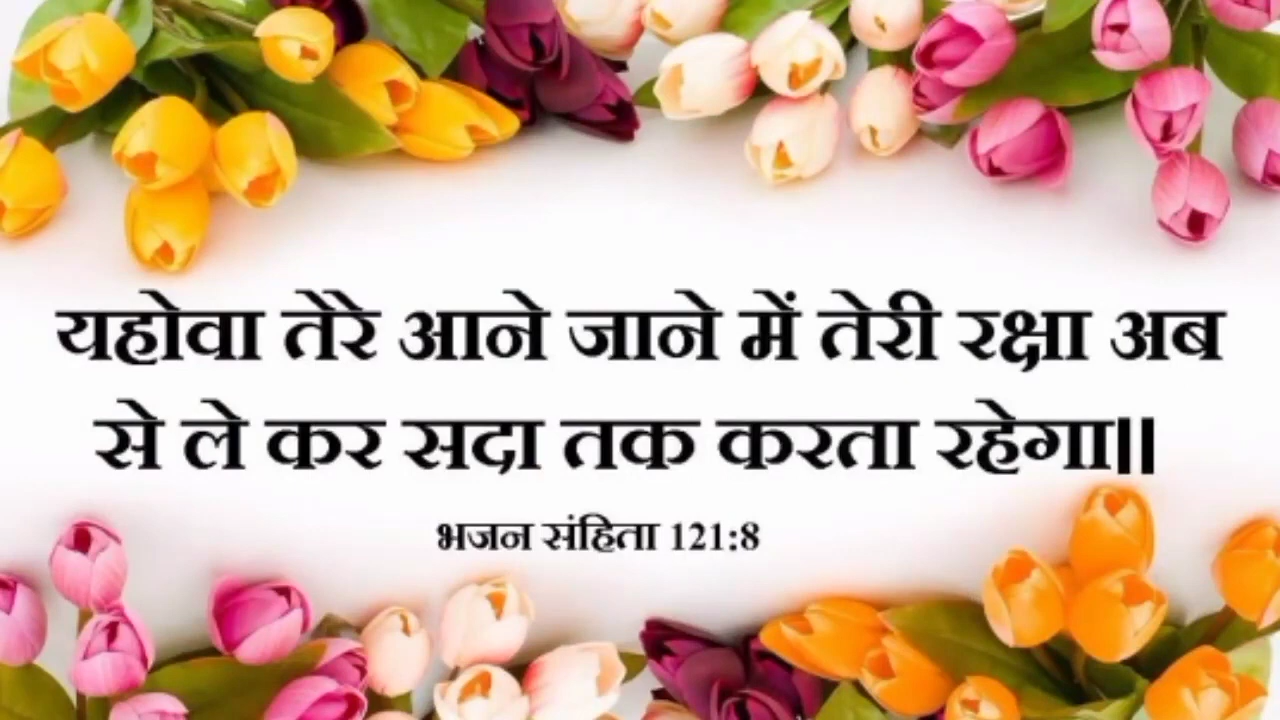 यहोवा तेरे आने जाने में तेरी रक्षा अब
से ले कर सदा तक करता रहेगा॥
भजन संहिता 121:8